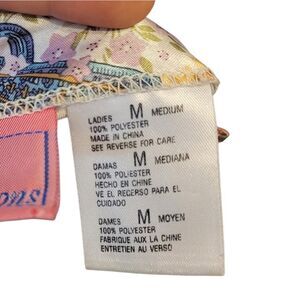 LADIES M MEDIUM
100% POLYESTER
MADE IN CHINA
SEE REVERSE FOR CARE
DAMAS M MEDIANA
100% POLIESTER
HECHO EN CHINE
VE EL RECERSO PARA EL
CUIDADO
DAMES M MOYEN
100% POLYESTER
FABRIQUE AUX LA CHINE
ENTRETIEN AU VERSO